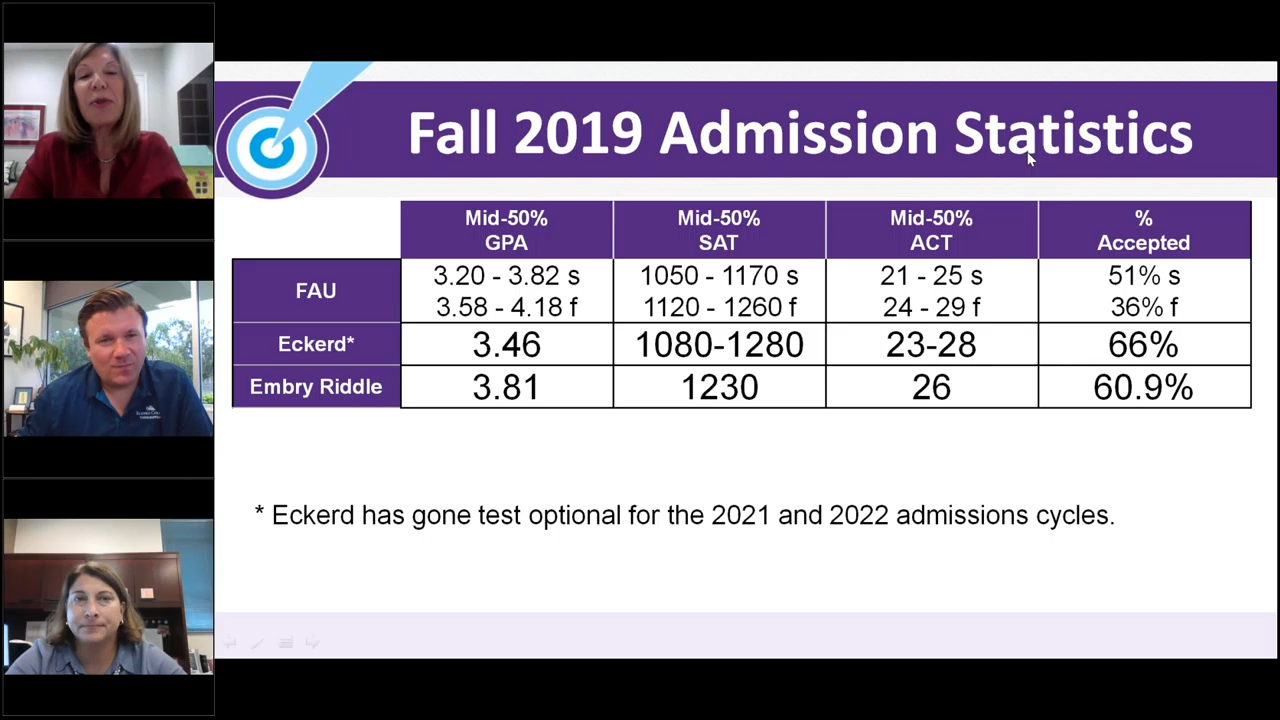 Fall 2019 Admission Statistics
Mid-50% GPA
Mid-50% SAT
Mid-50% ACT
% Accepted
FAU
3.20 - 3.82 s
3.58 - 4.18 f
1050 - 1170 s
1120 - 1260 f
21 - 25 s
24 - 29 f
51% s
36% f
Eckerd*
3.46
1080-1280
23-28
66%
Embry Riddle
3.81
1230
26
60.9%
* Eckerd has gone test optional for the 2021 and 2022 admissions cycles.